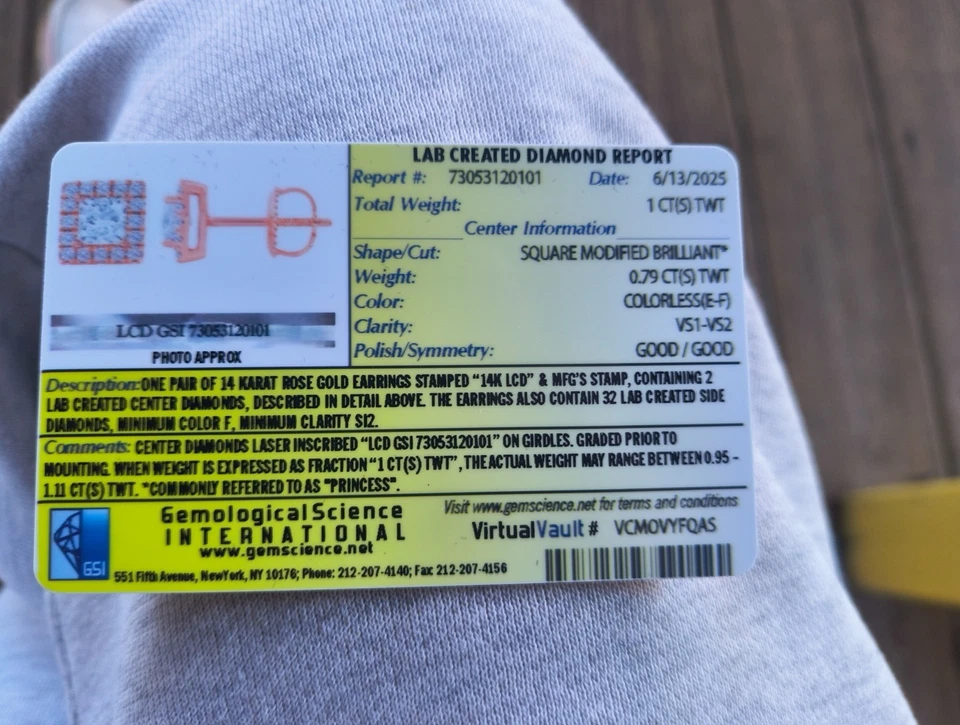 LAB CREATED DIAMOND REPORT
Report #: 73053120101 Date: 6/13/2025
Total Weight: 1 CT(S) TWT
Center Information
Shape/Cut: SQUARE MODIFIED BRILLIANT*
Weight: 0.79 CT(S) TWT
Color: COLORLESS(E-F)
Clarity: VS1-VS2
Polish/Symmetry: GOOD / GOOD
LCD GSI 73053120101
PHOTO APPROX
Description: ONE PAIR OF 14 KARAT ROSE GOLD EARRINGS STAMPED "14K LCD" & MFG'S STAMP, CONTAINING 2
LAB CREATED CENTER DIAMONDS, DESCRIBED IN DETAIL ABOVE. THE EARRINGS ALSO CONTAIN 32 LAB CREATED SIDE
DIAMONDS, MINIMUM COLOR F, MINIMUM CLARITY SI2.
Comments: CENTER DIAMONDS LASER INSCRIBED "LCD GSI 73053120101" ON GIRDLES. GRADED PRIOR TO
MOUNTING. WHEN WEIGHT IS EXPRESSED AS FRACTION "1 CT(S) TWT", THE ACTUAL WEIGHT MAY RANGE BETWEEN 0.95 -
1.11 CT(S) TWT. *COMMONLY REFERRED TO AS "PRINCESS".
GSI
Gemological Science
INTERNATIONAL
www.gemscience.net
551 Fifth Avenue, NewYork, NY 10176; Phone: 212-207-4140; Fax: 212-207-4156
Visit www.gemscience.net for terms and conditions
VirtualVault # VCMOVYFQAS